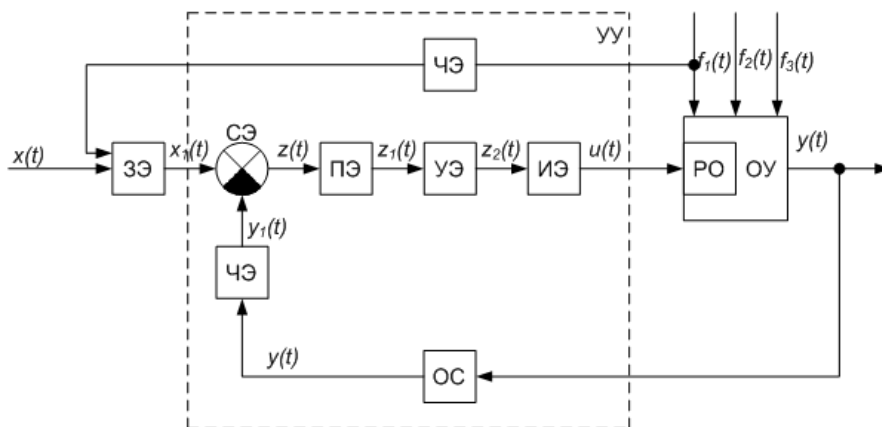 УУ
ЧЭ
f₁(t) f₂(t) f₃(t)
СЭ
x(t) ЗЭ x₁(t) z(t) ПЭ z₁(t) УЭ z₂(t) ИЭ u(t) РО ОУ y(t)
y₁(t)
ЧЭ
y(t) ОС